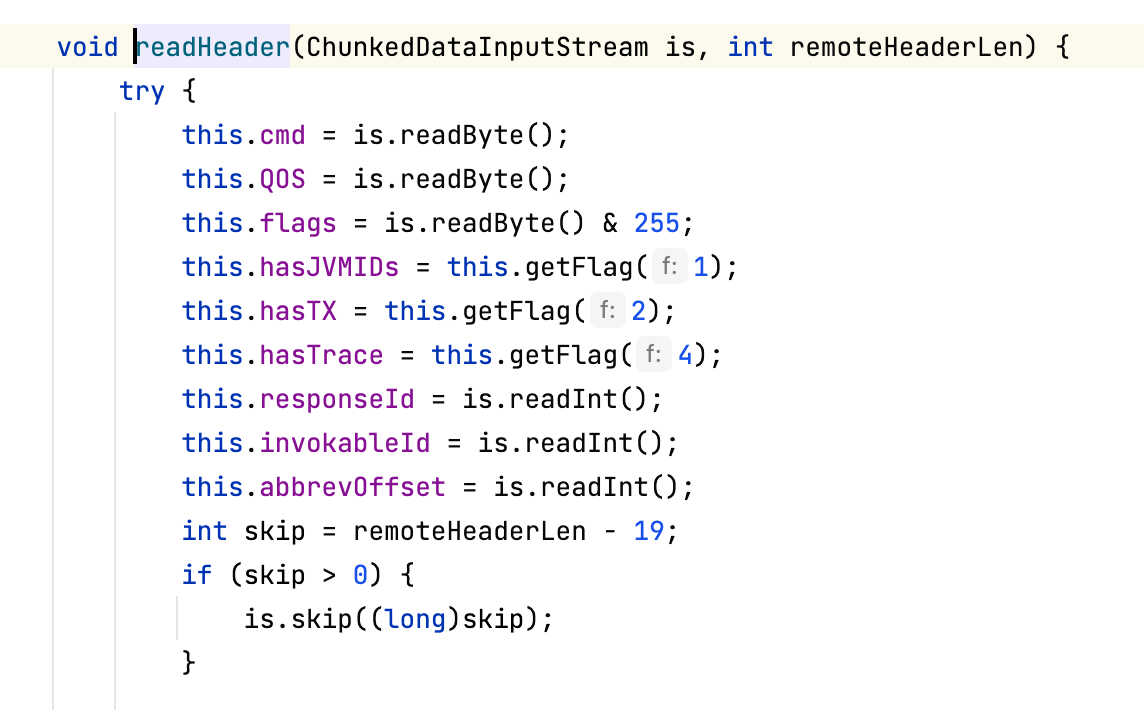 void readHeader(ChunkedDataInputStream is, int remoteHeaderLen) {
    try {
        this.cmd = is.readByte();
        this.QOS = is.readByte();
        this.flags = is.readByte() & 255;
        this.hasJVMIDs = this.getFlag( f: 1);
        this.hasTX = this.getFlag( f: 2);
        this.hasTrace = this.getFlag( f: 4);
        this.responseId = is.readInt();
        this.invokableId = is.readInt();
        this.abbrevOffset = is.readInt();
        int skip = remoteHeaderLen - 19;
        if (skip > 0) {
            is.skip((long)skip);
        }